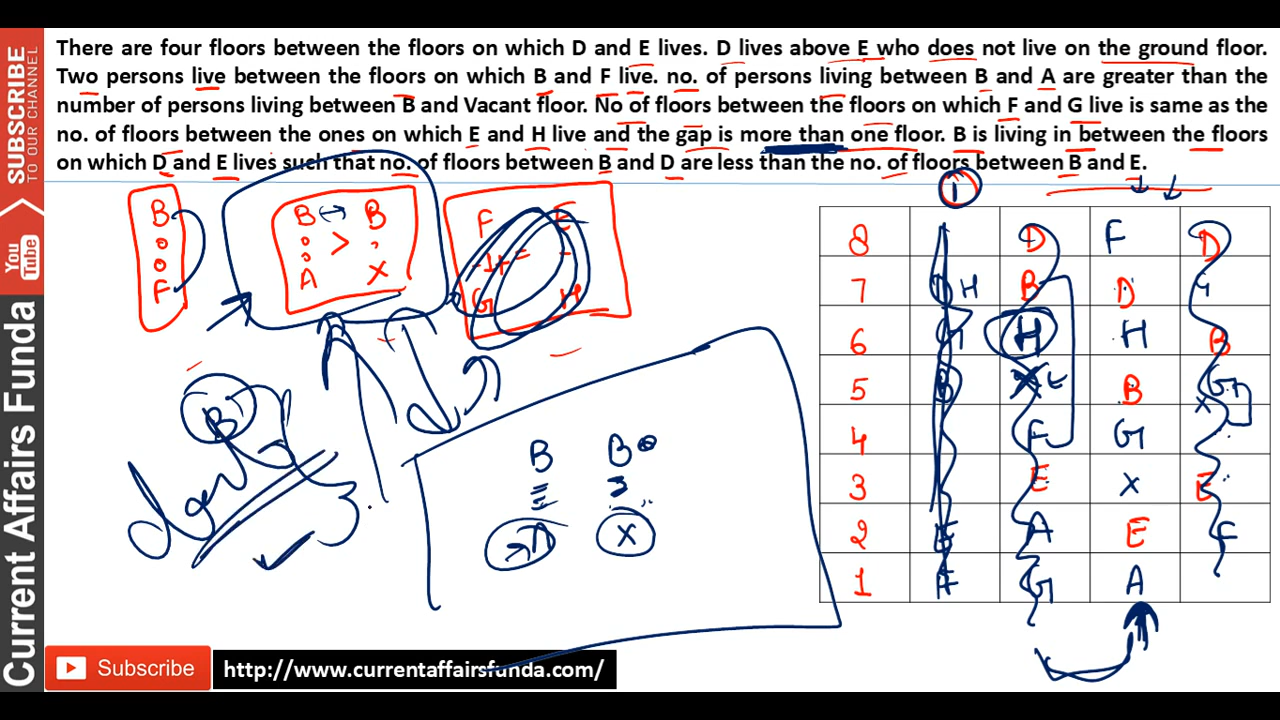 There are four floors between the floors on which D and E lives. D lives above E who does not live on the ground floor.
Two persons live between the floors on which B and F live. no. of persons living between B and A are greater than the
number of persons living between B and Vacant floor. No of floors between the floors on which F and G live is same as the
no. of floors between the ones on which E and H live and the gap is more than one floor. B is living in between the floors
on which D and E lives such that no. of floors between B and D are less than the no. of floors between B and E.
SUBSCRIBE
TO OUR CHANNEL
You Tube
Current Affairs Funda
B
F
B B
>
A X
F E
G H
B
B B
A X
1
8 D F D
7 H B D G
6 G H H B
5 B X B G
X
4 F G
3 E X E
2 E A E F
1 F G A
Subscribe
http://www.currentaffairsfunda.com/